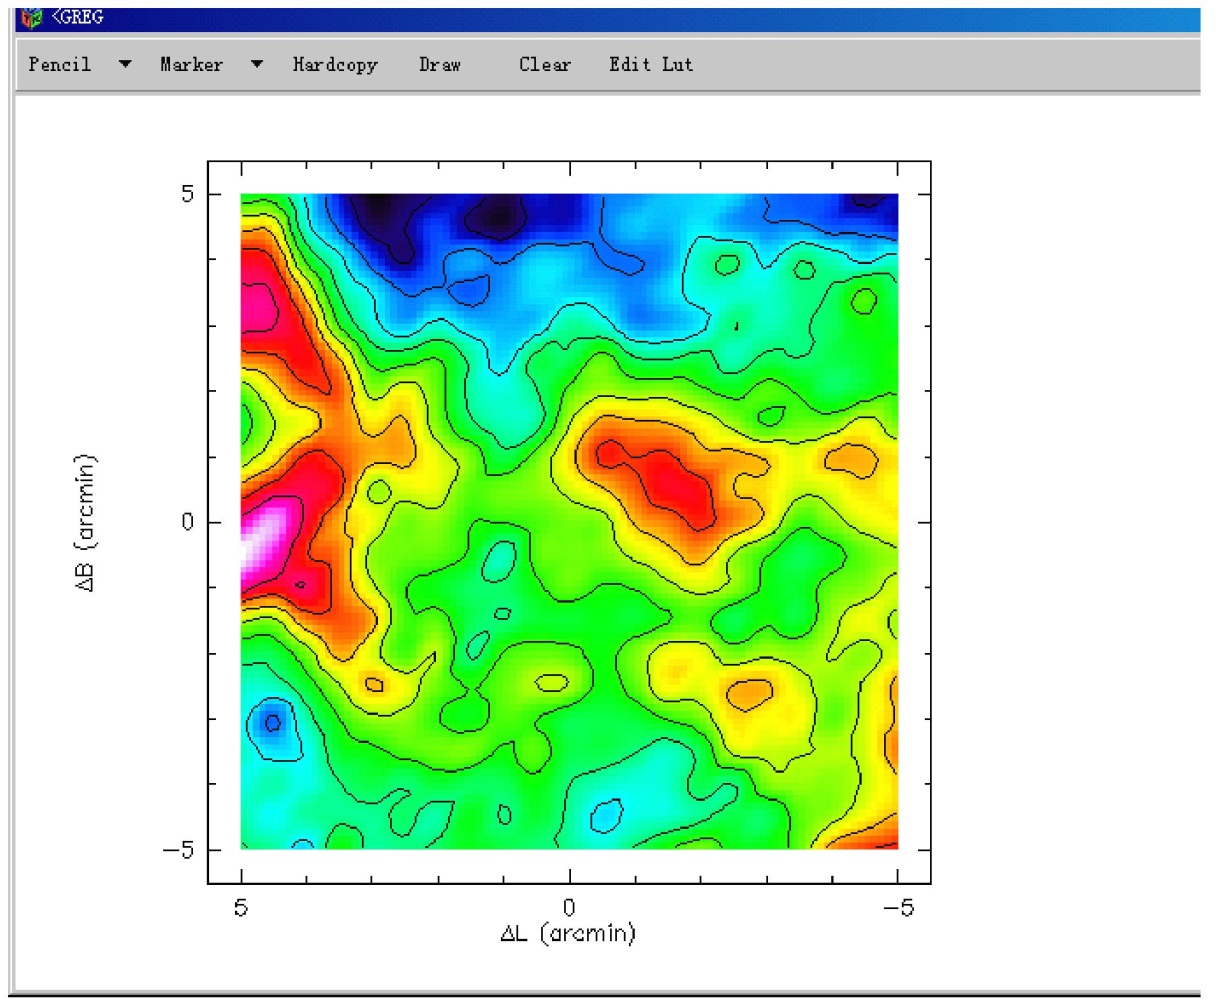 <GREG
Pencil Marker Hardcopy Draw Clear Edit Lut
5
0
−5
ΔB (arcmin)
5 0 −5
ΔL (arcmin)